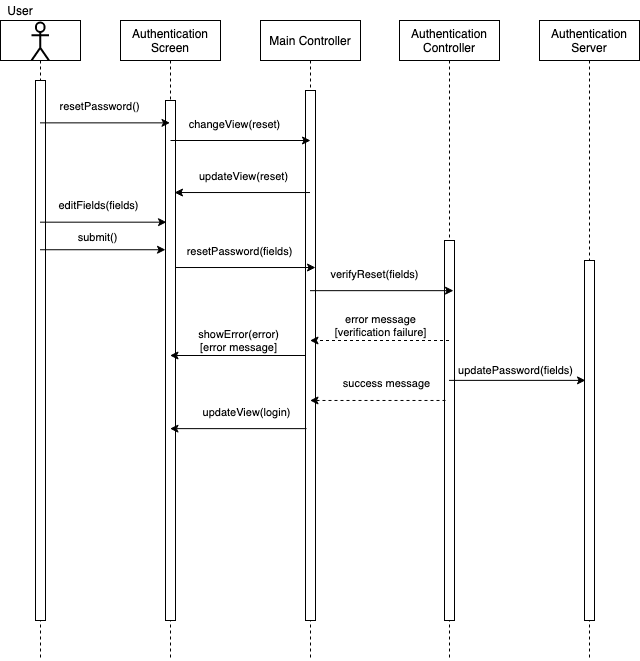 User
Authentication
Screen
Main Controller
Authentication
Controller
Authentication
Server
resetPassword()
changeView(reset)
updateView(reset)
editFields(fields)
submit()
resetPassword(fields)
verifyReset(fields)
error message
[verification failure]
showError(error)
[error message]
updatePassword(fields)
success message
updateView(login)